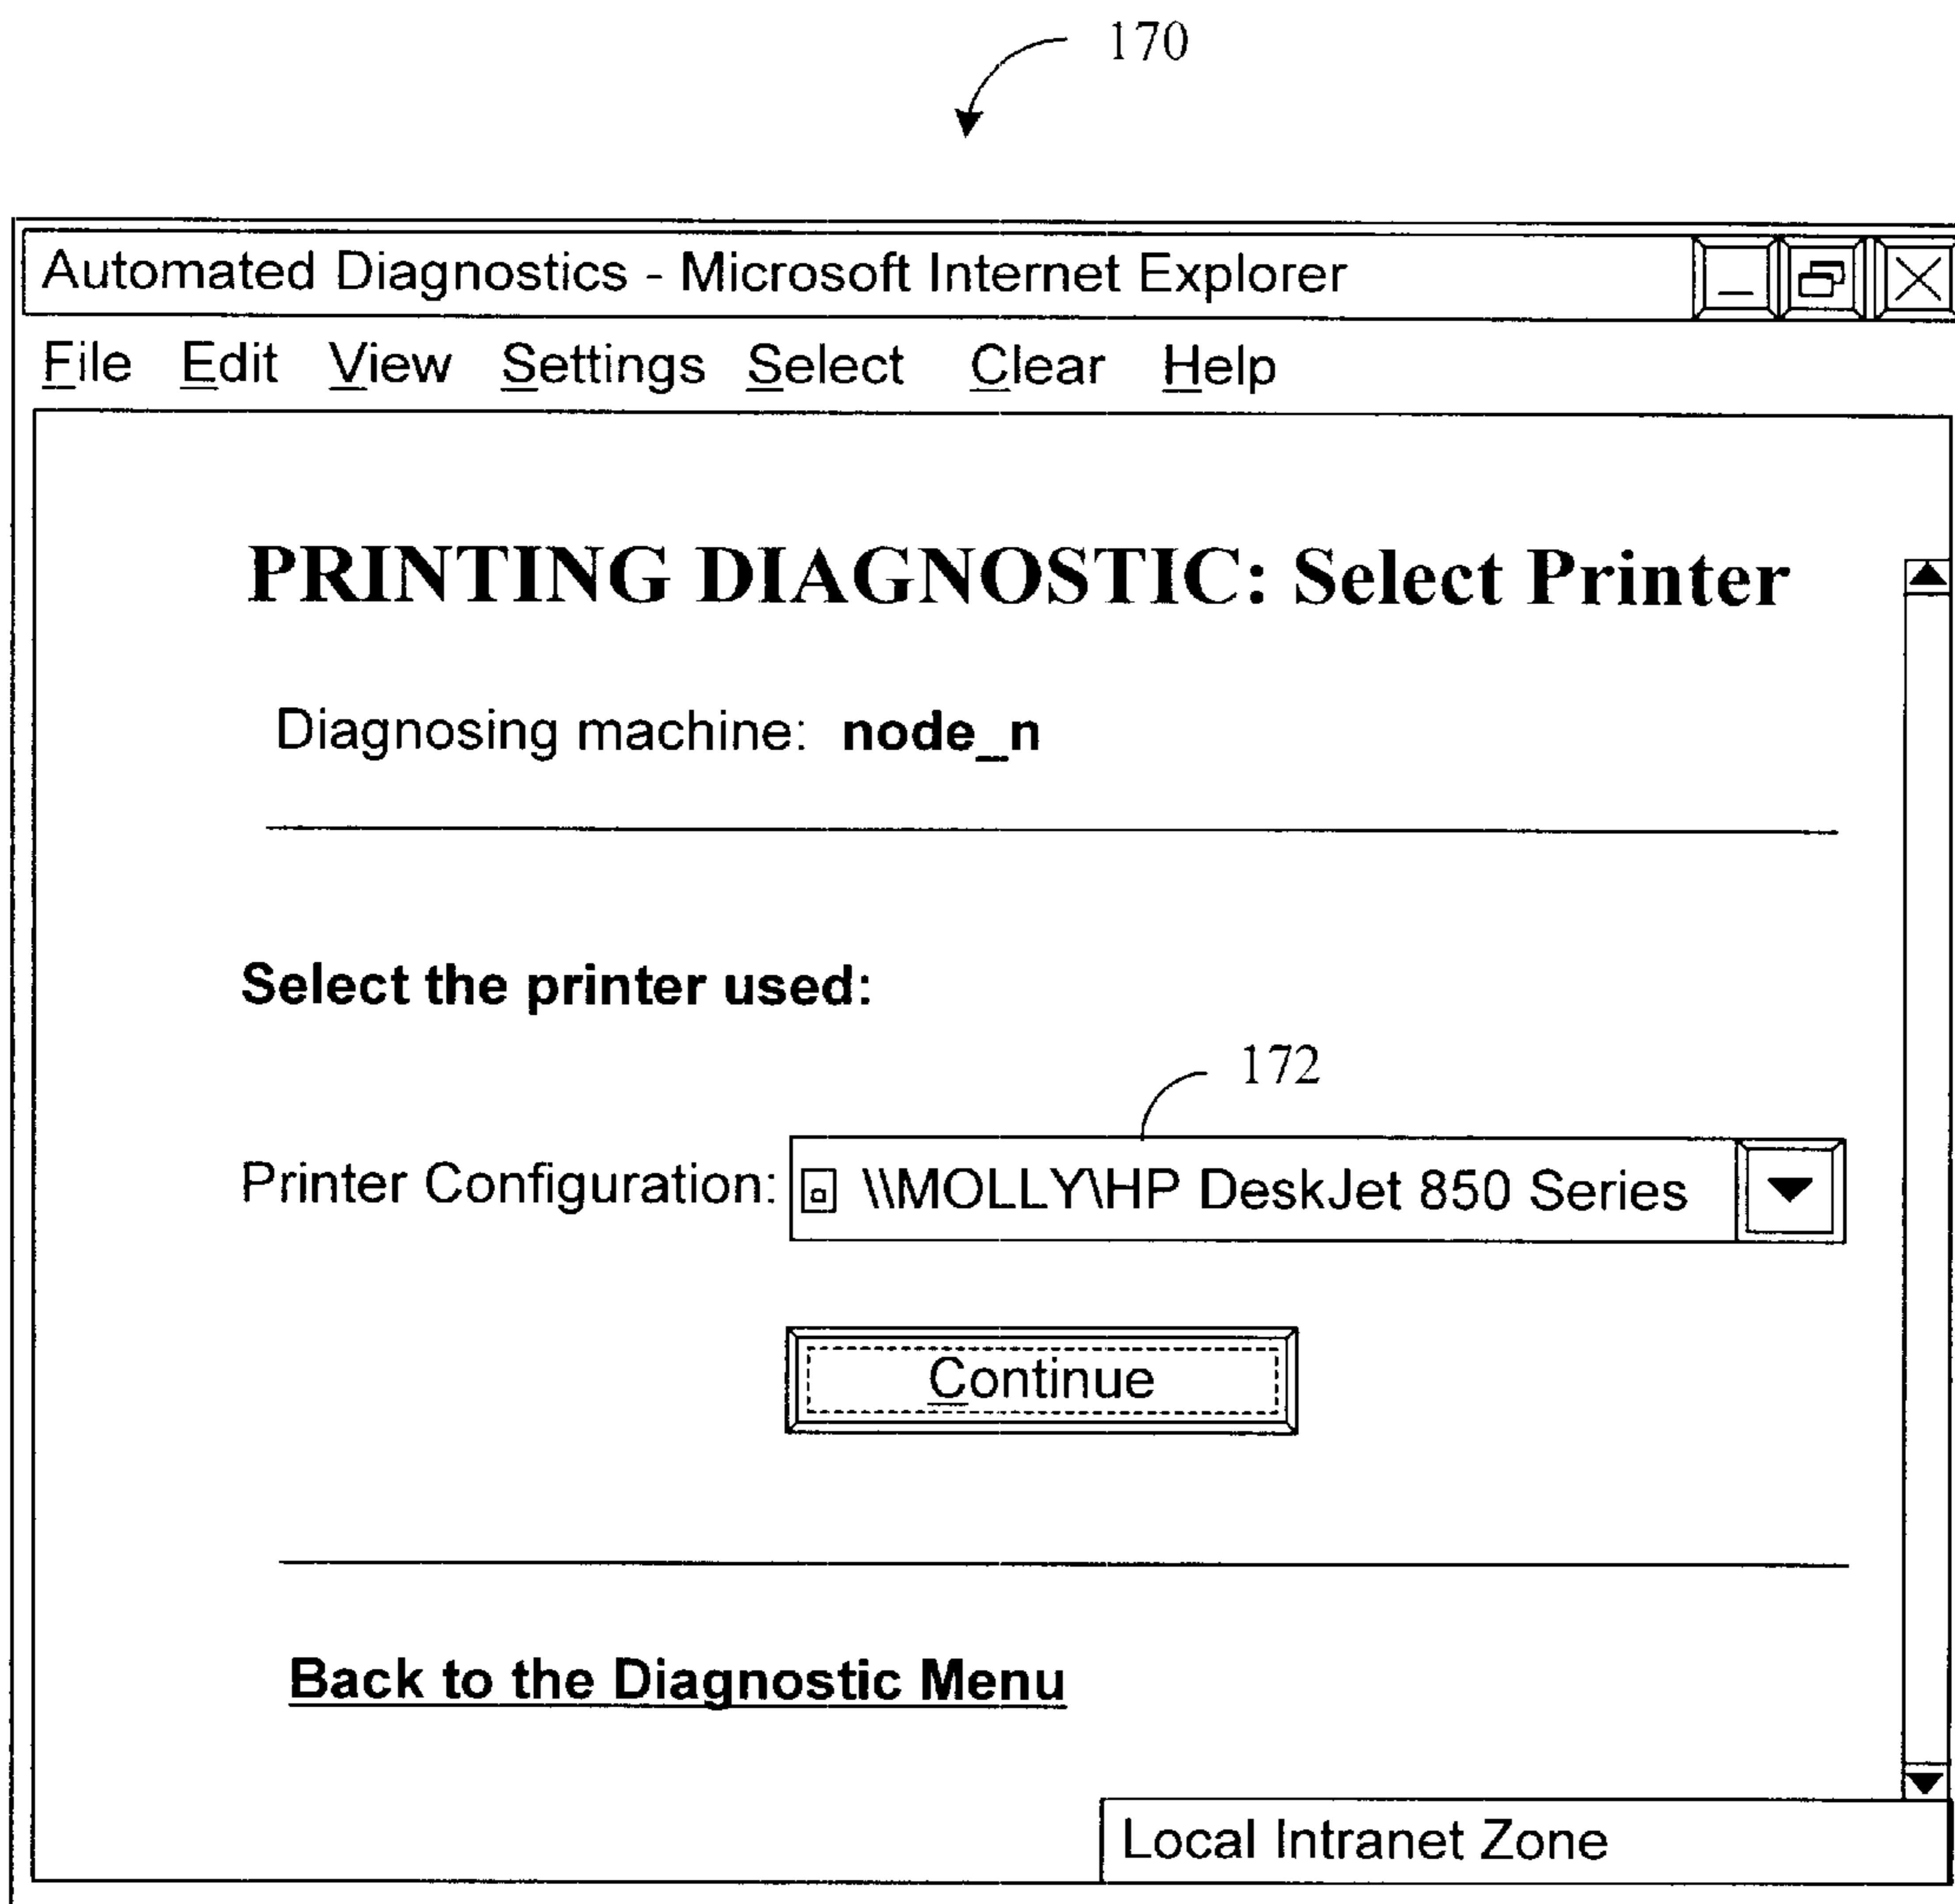 170
Automated Diagnostics - Microsoft Internet Explorer
File Edit View Settings Select Clear Help
PRINTING DIAGNOSTIC: Select Printer
Diagnosing machine: node_n
Select the printer used:
172
Printer Configuration: a \\MOLLY\HP DeskJet 850 Series
Continue
Back to the Diagnostic Menu
Local Intranet Zone